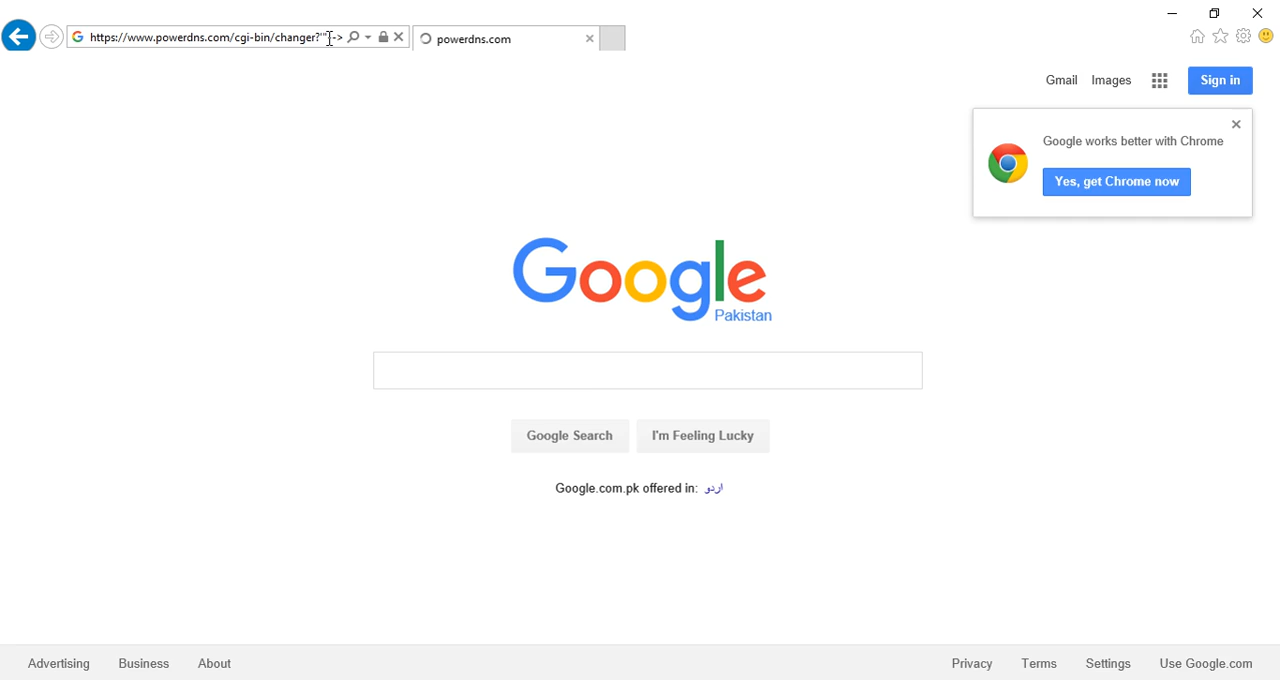 https://www.powerdns.com/cgi-bin/changer?'"-->
powerdns.com
Gmail Images Sign in
Google works better with Chrome
Yes, get Chrome now
Google
Pakistan
Google Search I'm Feeling Lucky
Google.com.pk offered in: اردو
Advertising Business About Privacy Terms Settings Use Google.com